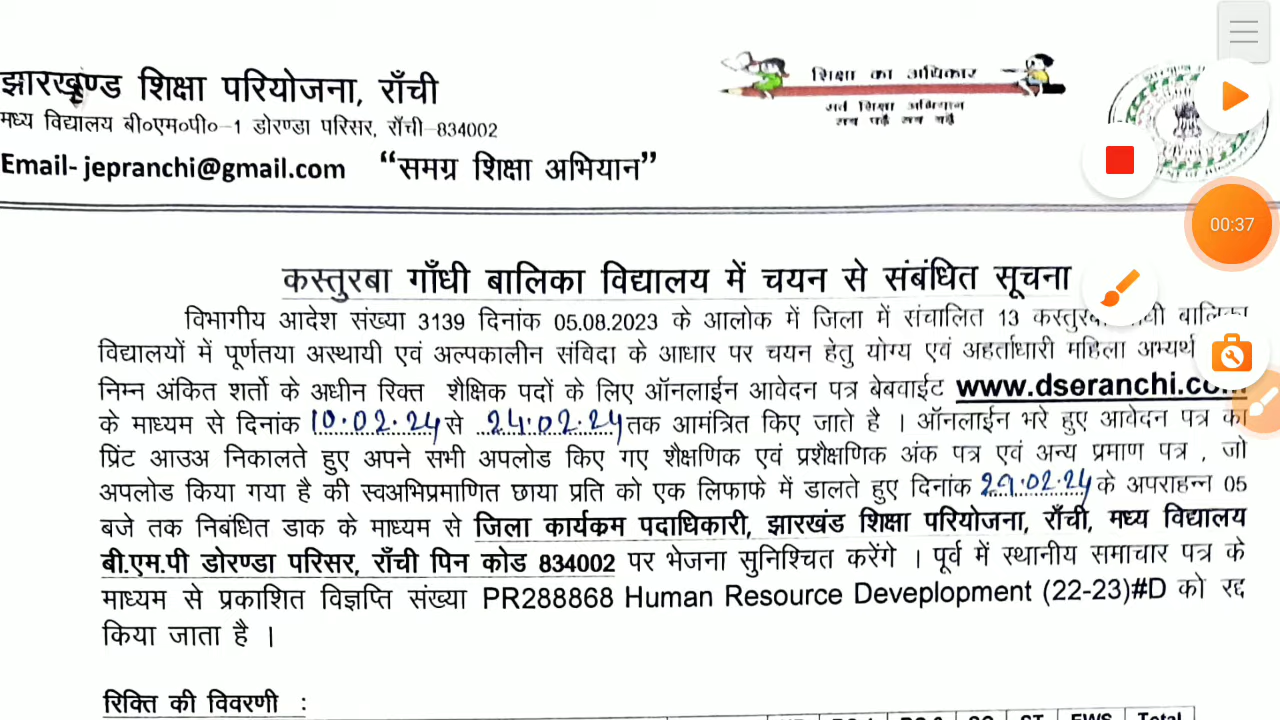 झारखण्ड शिक्षा परियोजना, राँची
मध्य विद्यालय बी०एम०पी०-1 डोरण्डा परिसर, राँची-834002
Email- jepranchi@gmail.com "समग्र शिक्षा अभियान"
शिक्षा का अधिकार
सर्व शिक्षा अभियान
सब पढ़ें सब बढ़ें
00:37
कस्तुरबा गाँधी बालिका विद्यालय में चयन से संबंधित सूचना
विभागीय आदेश संख्या 3139 दिनांक 05.08.2023 के आलोक में जिला में संचालित 13 बालिका
विद्यालयों में पूर्णतया अस्थायी एवं अल्पकालीन संविदा के आधार पर चयन हेतु योग्य एवं अहर्ताधारी महिला
निम्न अंकित शर्तो के अधीन रिक्त शैक्षिक पदों के लिए ऑनलाईन आवेदन पत्र बेबवाईट www.dseranchi.com
के माध्यम से दिनांक 10.02.24 से 24.02.24 तक आमंत्रित किए जाते है । ऑनलाईन भरे हुए आवेदन पत्र का
प्रिंट आउअ निकालते हुए अपने सभी अपलोड किए गए शैक्षणिक एवं प्रशैक्षणिक अंक पत्र एवं अन्य प्रमाण पत्र , जो
अपलोड किया गया है की स्वअभिप्रमाणित छाया प्रति को एक लिफाफे में डालते हुए दिनांक 29.02.24 के अपराहन्न 05
बजे तक निबंधित डाक के माध्यम से जिला कार्यक्रम पदाधिकारी, झारखंड शिक्षा परियोजना, राँची, मध्य विद्यालय
बी.एम.पी डोरण्डा परिसर, राँची पिन कोड 834002 पर भेजना सुनिश्चित करेंगे । पूर्व में स्थानीय समाचार पत्र के
माध्यम से प्रकाशित विज्ञप्ति संख्या PR288868 Human Resource Deveplopment (22-23)#D को रद्द
किया जाता है ।
रिक्ति की विवरणी :
EWS Total